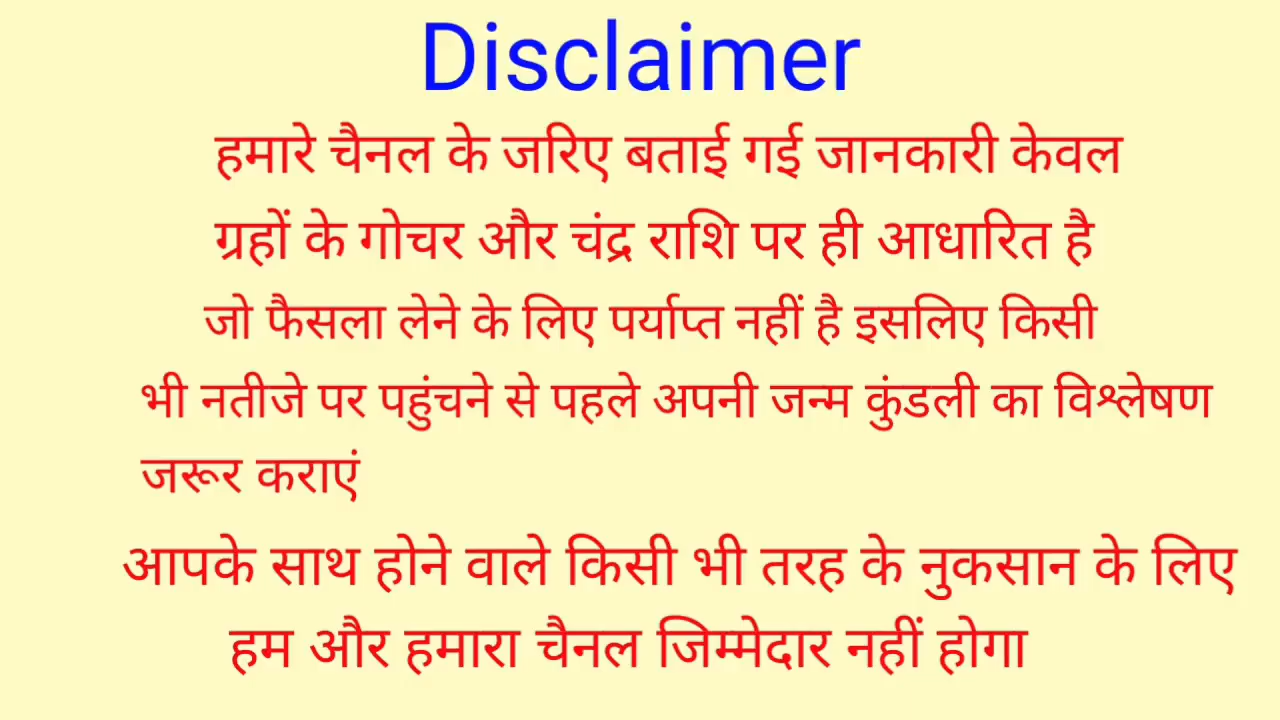 Disclaimer
हमारे चैनल के जरिए बताई गई जानकारी केवल
ग्रहों के गोचर और चंद्र राशि पर ही आधारित है
जो फैसला लेने के लिए पर्याप्त नहीं है इसलिए किसी
भी नतीजे पर पहुंचने से पहले अपनी जन्म कुंडली का विश्लेषण
जरूर कराएं
आपके साथ होने वाले किसी भी तरह के नुकसान के लिए
हम और हमारा चैनल जिम्मेदार नहीं होगा